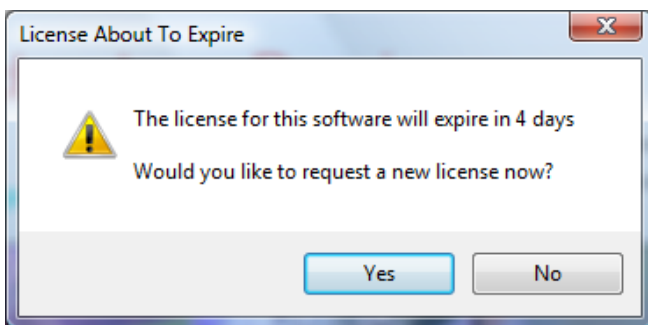 License About To Expire
The license for this software will expire in 4 days
Would you like to request a new license now?
Yes No